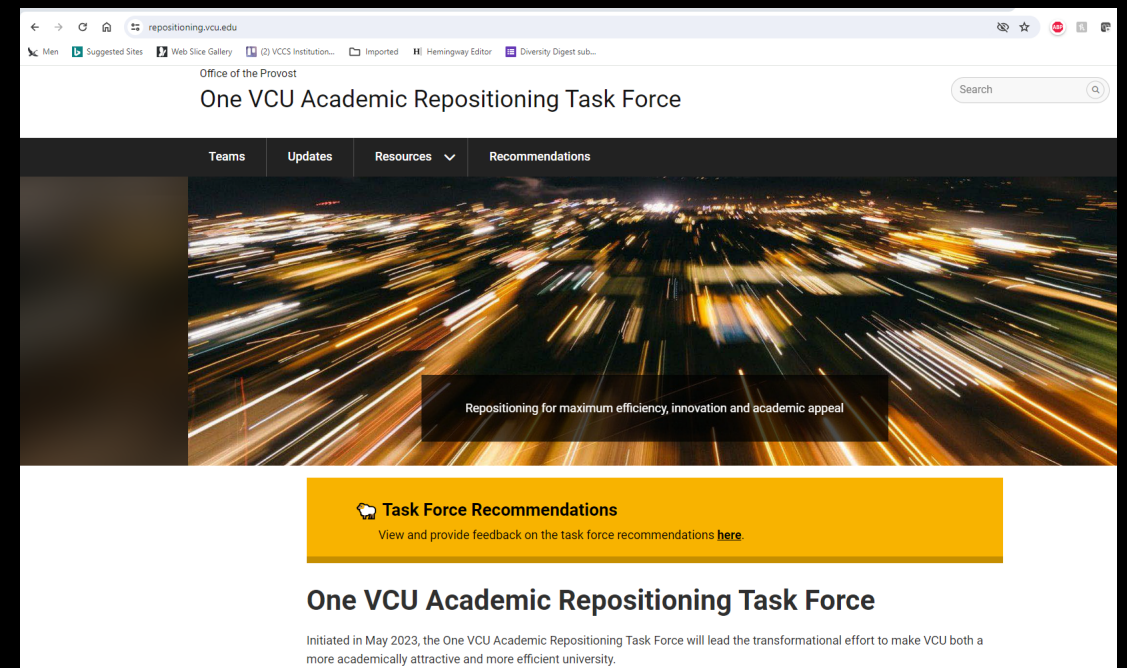 repositioning.vcu.edu
ABP
Men
Suggested Sites
Web Slice Gallery
(2) VCCS Institution...
Imported
H Hemingway Editor
Diversity Digest sub...
Office of the Provost
One VCU Academic Repositioning Task Force
Search
Teams
Updates
Resources
Recommendations
Repositioning for maximum efficiency, innovation and academic appeal
Task Force Recommendations
View and provide feedback on the task force recommendations here.
One VCU Academic Repositioning Task Force
Initiated in May 2023, the One VCU Academic Repositioning Task Force will lead the transformational effort to make VCU both a
more academically attractive and more efficient university.